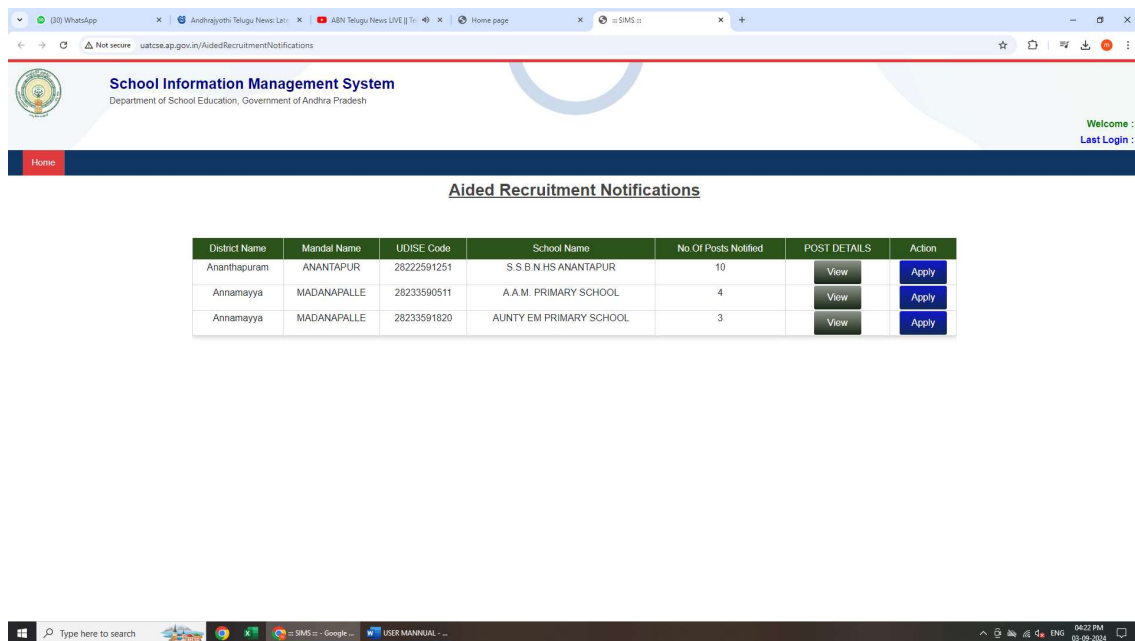 (30) WhatsApp
Andhrajyothi Telugu News: Late
ABN Telugu News LIVE || Te
Home page
:: SIMS ::
Not secure uatcse.ap.gov.in/AidedRecruitmentNotifications
m
School Information Management System
Department of School Education, Government of Andhra Pradesh
Welcome :
Last Login :
Home
Aided Recruitment Notifications
District Name Mandal Name UDISE Code School Name No.Of Posts Notified POST DETAILS Action
Ananthapuram ANANTAPUR 28222591251 S.S.B.N.HS ANANTAPUR 10 View Apply
Annamayya MADANAPALLE 28233590511 A.A.M. PRIMARY SCHOOL 4 View Apply
Annamayya MADANAPALLE 28233591820 AUNTY EM PRIMARY SCHOOL 3 View Apply
Type here to search
:: SIMS :: - Google ...
USER MANNUAL - ...
ENG
04:22 PM
03-09-2024